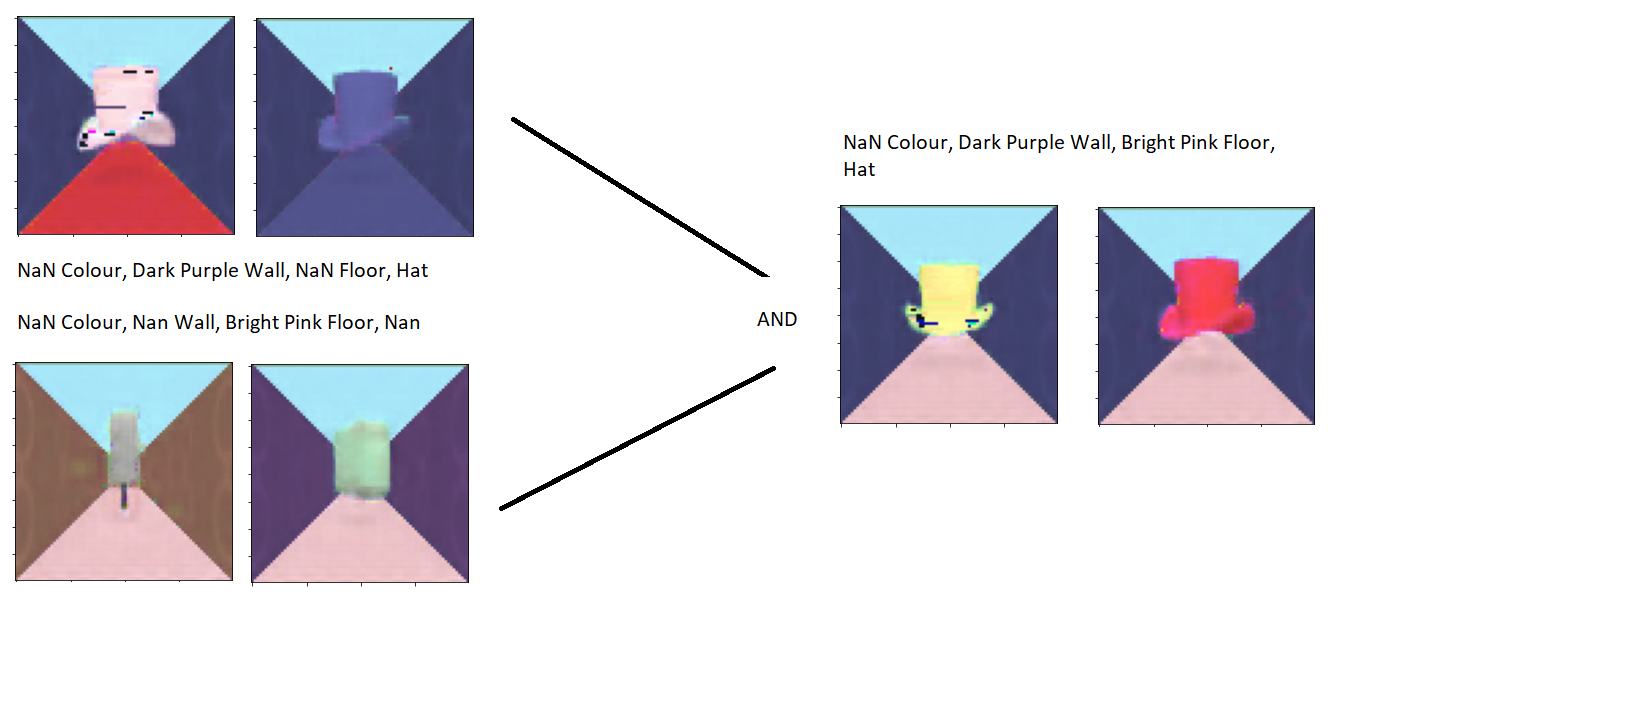 NaN Colour, Dark Purple Wall, NaN Floor, Hat
NaN Colour, Nan Wall, Bright Pink Floor, Nan
AND
NaN Colour, Dark Purple Wall, Bright Pink Floor,
Hat